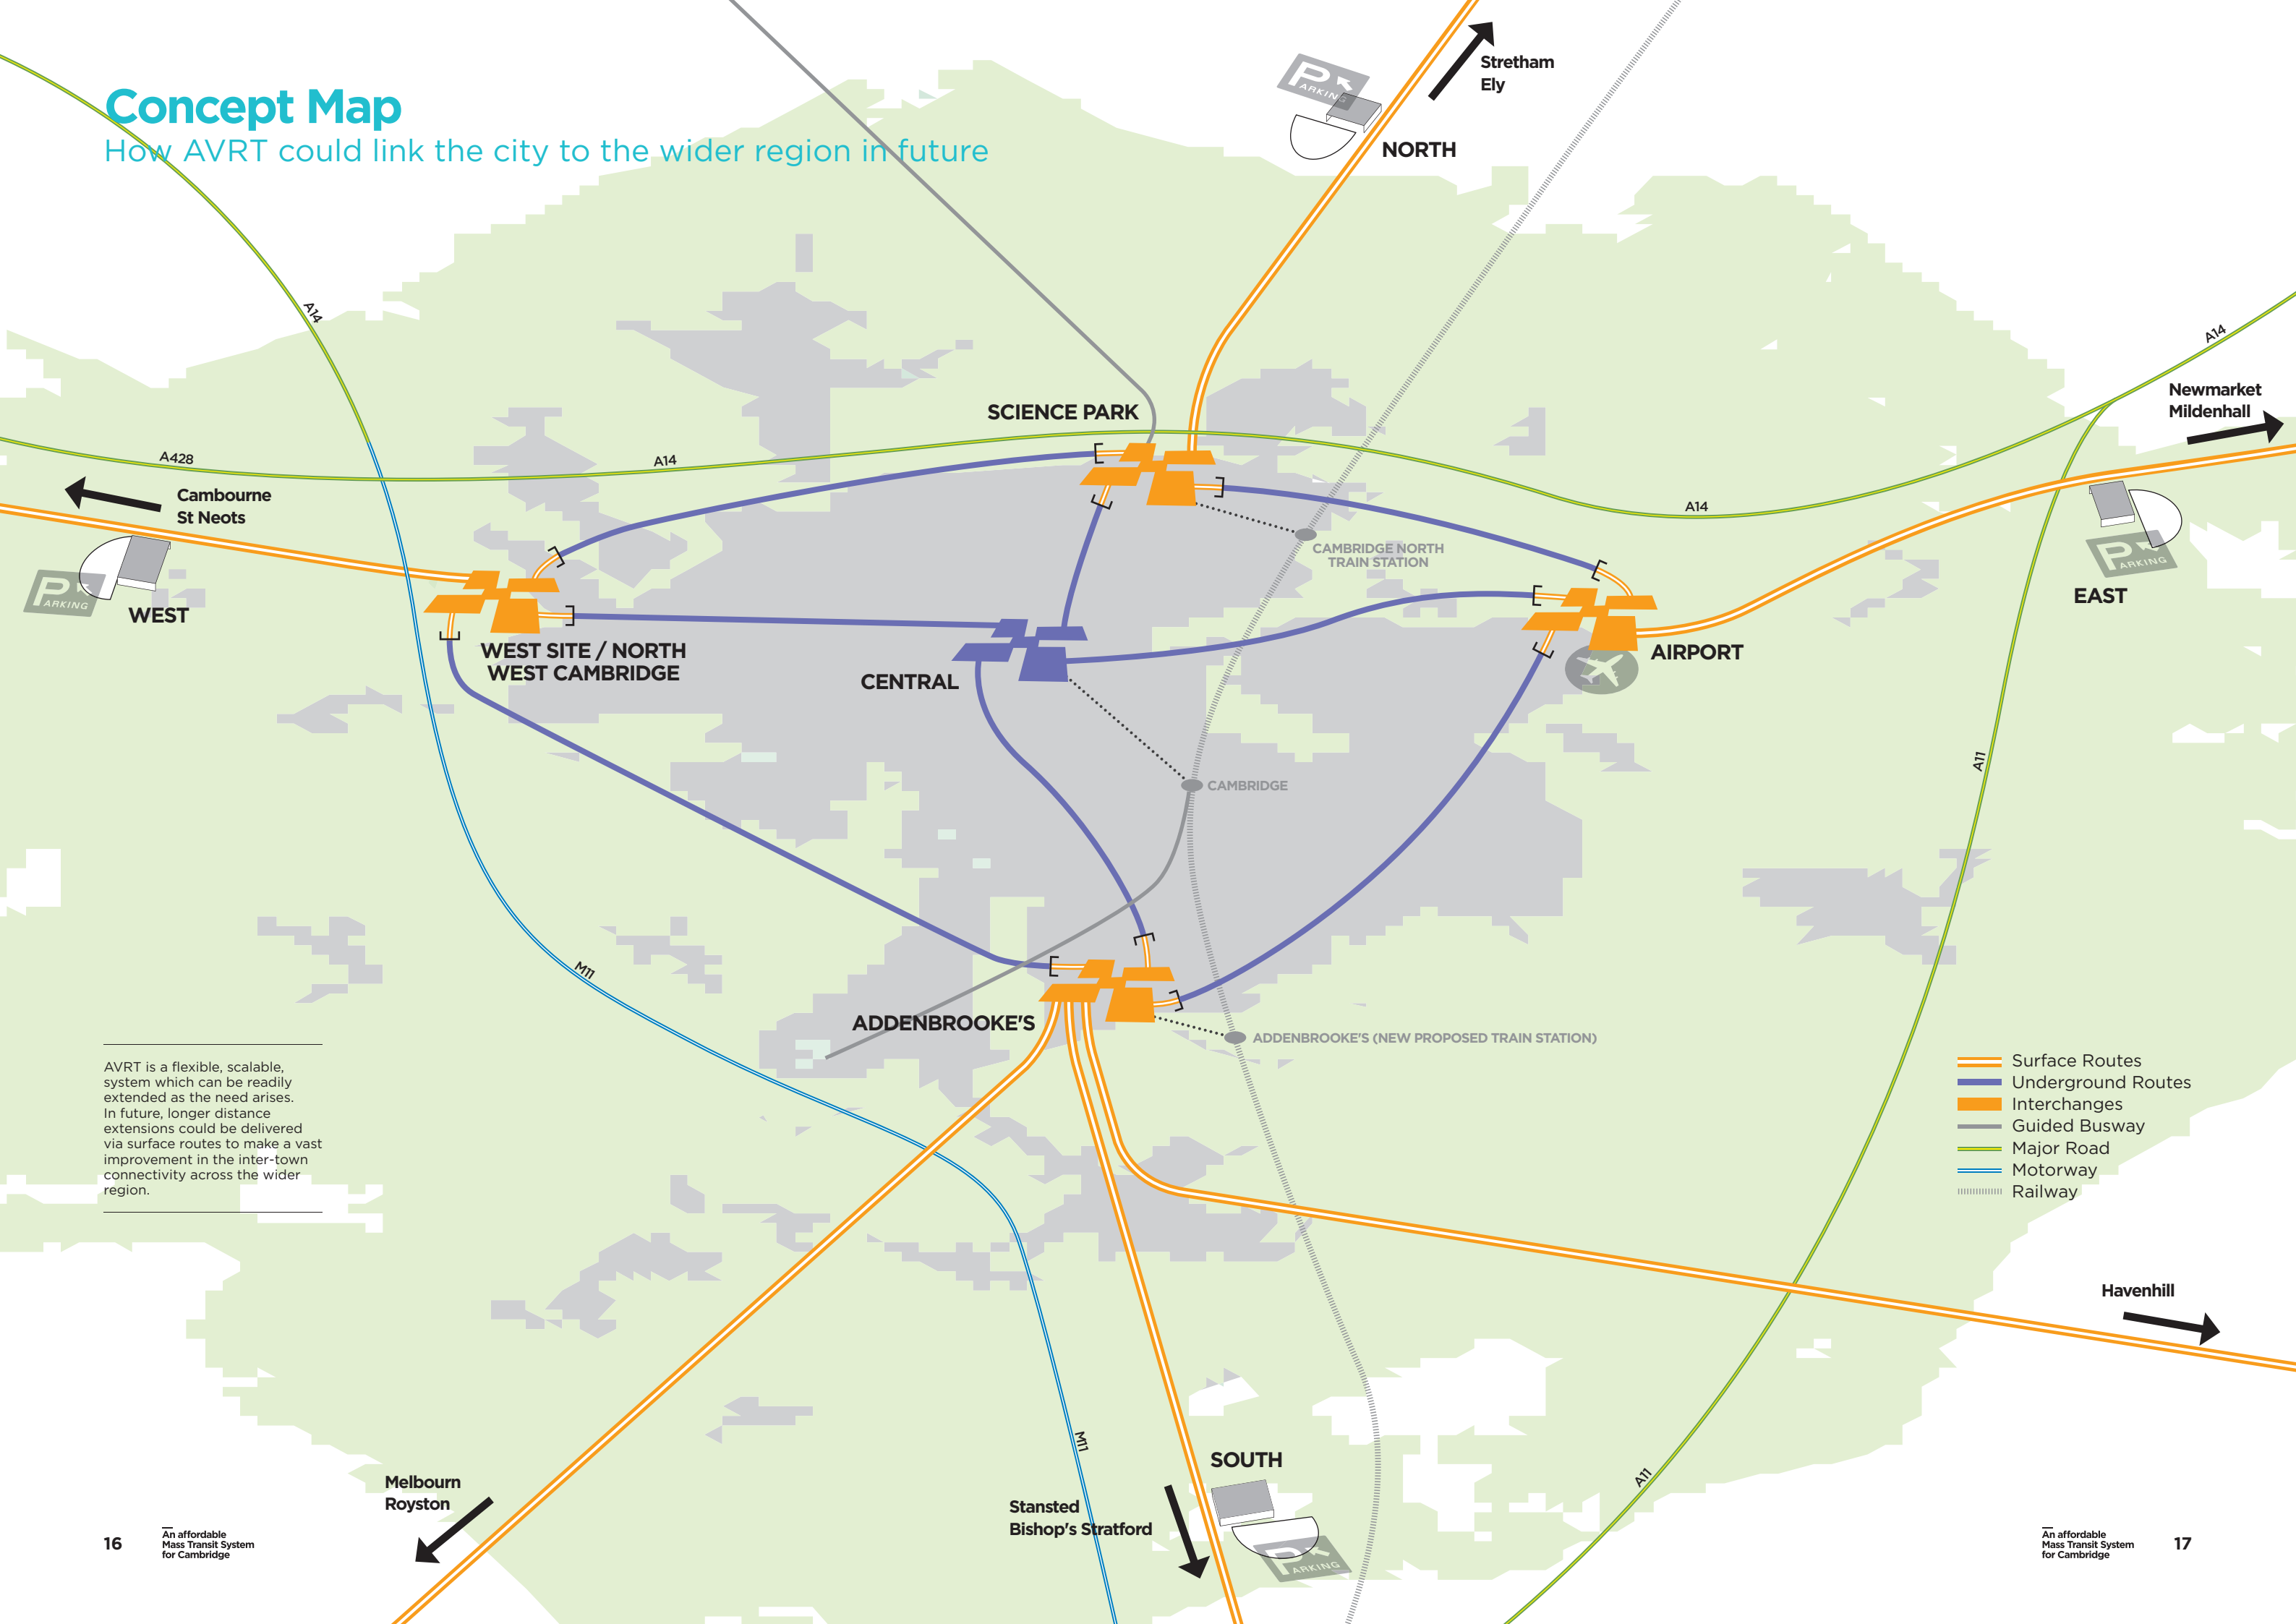 Concept Map
How AVRT could link the city to the wider region in future
PARKING
NORTH
Stretham
Ely
A14
A14
Newmarket
Mildenhall
SCIENCE PARK
A428
A14
Cambourne
St Neots
A14
PARKING
WEST
CAMBRIDGE NORTH
TRAIN STATION
PARKING
EAST
WEST SITE / NORTH
WEST CAMBRIDGE
CENTRAL
AIRPORT
A11
CAMBRIDGE
M11
ADDENBROOKE'S
ADDENBROOKE'S (NEW PROPOSED TRAIN STATION)
AVRT is a flexible, scalable,
system which can be readily
extended as the need arises.
In future, longer distance
extensions could be delivered
via surface routes to make a vast
improvement in the inter-town
connectivity across the wider
region.
Surface Routes
Underground Routes
Interchanges
Guided Busway
Major Road
Motorway
Railway
Havenhill
M11
A11
SOUTH
Melbourn
Royston
Stansted
Bishop's Stratford
PARKING
16
An affordable
Mass Transit System
for Cambridge
An affordable
Mass Transit System
for Cambridge
17